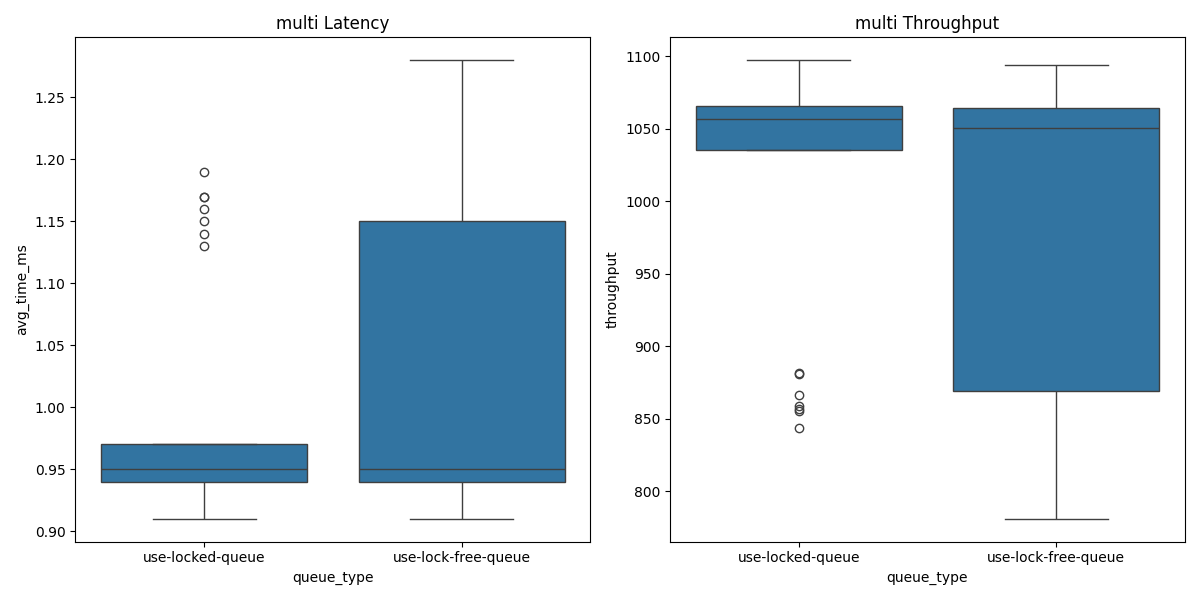 multi Latency
avg_time_ms
1.25
1.20
1.15
1.10
1.05
1.00
0.95
0.90
use-locked-queue
use-lock-free-queue
queue_type
multi Throughput
throughput
1100
1050
1000
950
900
850
800
use-locked-queue
use-lock-free-queue
queue_type